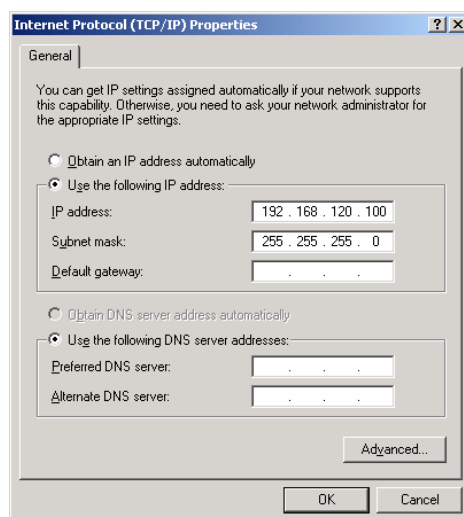 Internet Protocol (TCP/IP) Properties
General
You can get IP settings assigned automatically if your network supports
this capability. Otherwise, you need to ask your network administrator for
the appropriate IP settings.
Obtain an IP address automatically
Use the following IP address:
IP address: 192 . 168 . 120 . 100
Subnet mask: 255 . 255 . 255 . 0
Default gateway: . . .
Obtain DNS server address automatically
Use the following DNS server addresses:
Preferred DNS server: . . .
Alternate DNS server: . . .
Advanced...
OK Cancel